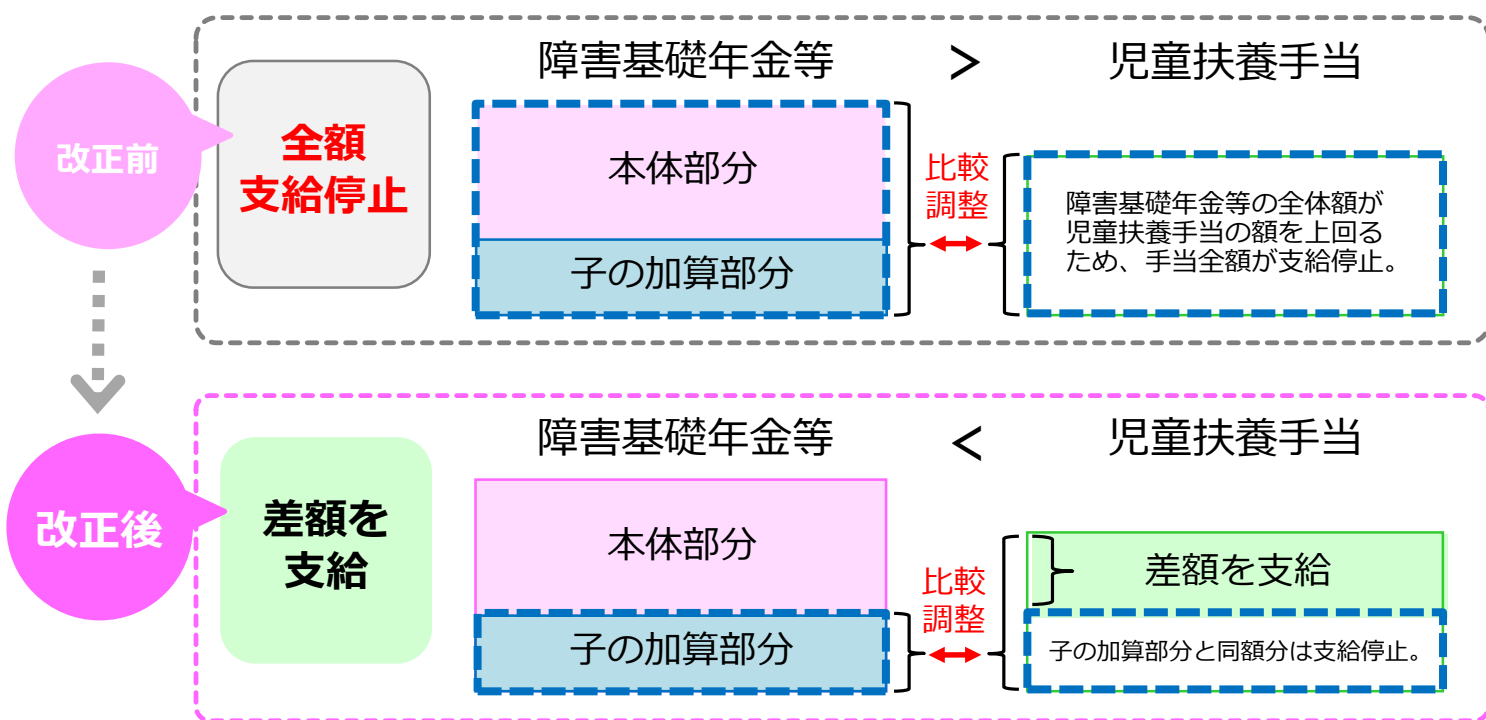 改正前
全額
支給停止
障害基礎年金等 > 児童扶養手当
本体部分
子の加算部分
比較
調整
障害基礎年金等の全体額が
児童扶養手当の額を上回る
ため、手当全額が支給停止。
改正後
差額を
支給
障害基礎年金等 < 児童扶養手当
本体部分
子の加算部分
比較
調整
差額を支給
子の加算部分と同額分は支給停止。